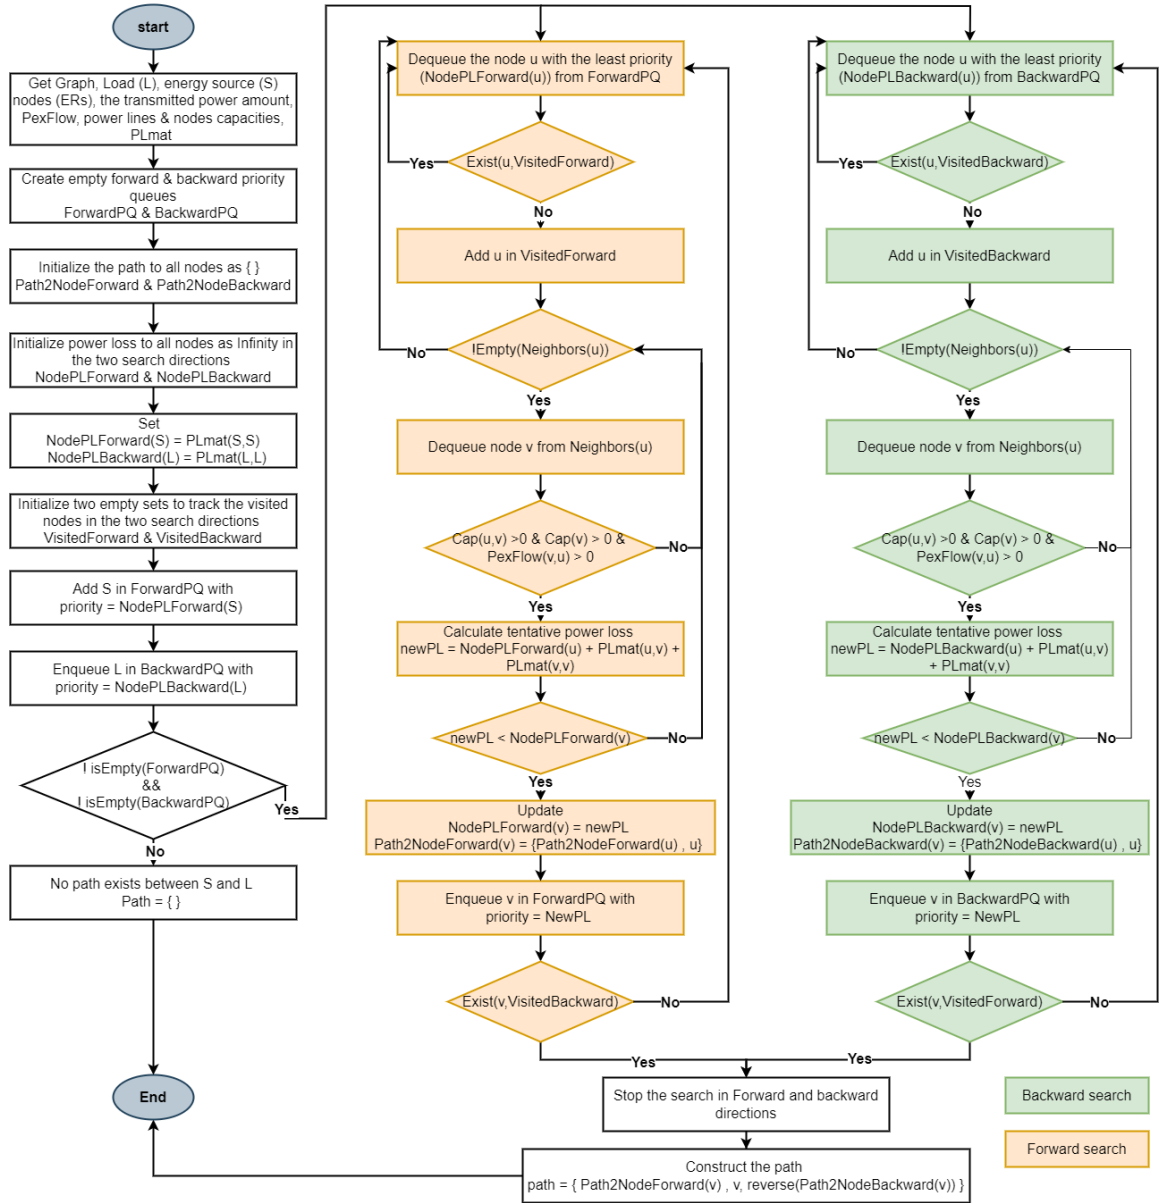 start
Get Graph, Load (L), energy source (S)
nodes (ERs), the transmitted power amount,
PexFlow, power lines & nodes capacities,
PLmat
Create empty forward & backward priority
queues
ForwardPQ & BackwardPQ
Initialize the path to all nodes as { }
Path2NodeForward & Path2NodeBackward
Initialize power loss to all nodes as Infinity in
the two search directions
NodePLForward & NodePLBackward
Set
NodePLForward(S) = PLmat(S,S)
NodePLBackward(L) = PLmat(L,L)
Initialize two empty sets to track the visited
nodes in the two search directions
VisitedForward & VisitedBackward
Add S in ForwardPQ with
priority = NodePLForward(S)
Enqueue L in BackwardPQ with
priority = NodePLBackward(L)
! isEmpty(ForwardPQ)
&&
! isEmpty(BackwardPQ)
Yes
No
No path exists between S and L
Path = { }
End
Dequeue the node u with the least priority
(NodePLForward(u)) from ForwardPQ
Exist(u,VisitedForward)
Yes
No
Add u in VisitedForward
!Empty(Neighbors(u))
No
Yes
Dequeue node v from Neighbors(u)
Cap(u,v) >0 & Cap(v) > 0 &
PexFlow(v,u) > 0
No
Yes
Calculate tentative power loss
newPL = NodePLForward(u) + PLmat(u,v) +
PLmat(v,v)
newPL < NodePLForward(v)
No
Yes
Update
NodePLForward(v) = newPL
Path2NodeForward(v) = {Path2NodeForward(u) , u}
Enqueue v in ForwardPQ with
priority = NewPL
Exist(v,VisitedBackward)
No
Yes
Dequeue the node u with the least priority
(NodePLBackward(u)) from BackwardPQ
Exist(u,VisitedBackward)
Yes
No
Add u in VisitedBackward
!Empty(Neighbors(u))
No
Yes
Dequeue node v from Neighbors(u)
Cap(u,v) >0 & Cap(v) > 0 &
PexFlow(v,u) > 0
No
Yes
Calculate tentative power loss
newPL = NodePLBackward(u) + PLmat(u,v)
+ PLmat(v,v)
newPL < NodePLBackward(v)
No
Yes
Update
NodePLBackward(v) = newPL
Path2NodeBackward(v) = {Path2NodeBackward(u) , u}
Enqueue v in BackwardPQ with
priority = NewPL
Exist(v,VisitedForward)
No
Yes
Stop the search in Forward and backward
directions
Construct the path
path = { Path2NodeForward(v) , v, reverse(Path2NodeBackward(v)) }
Backward search
Forward search